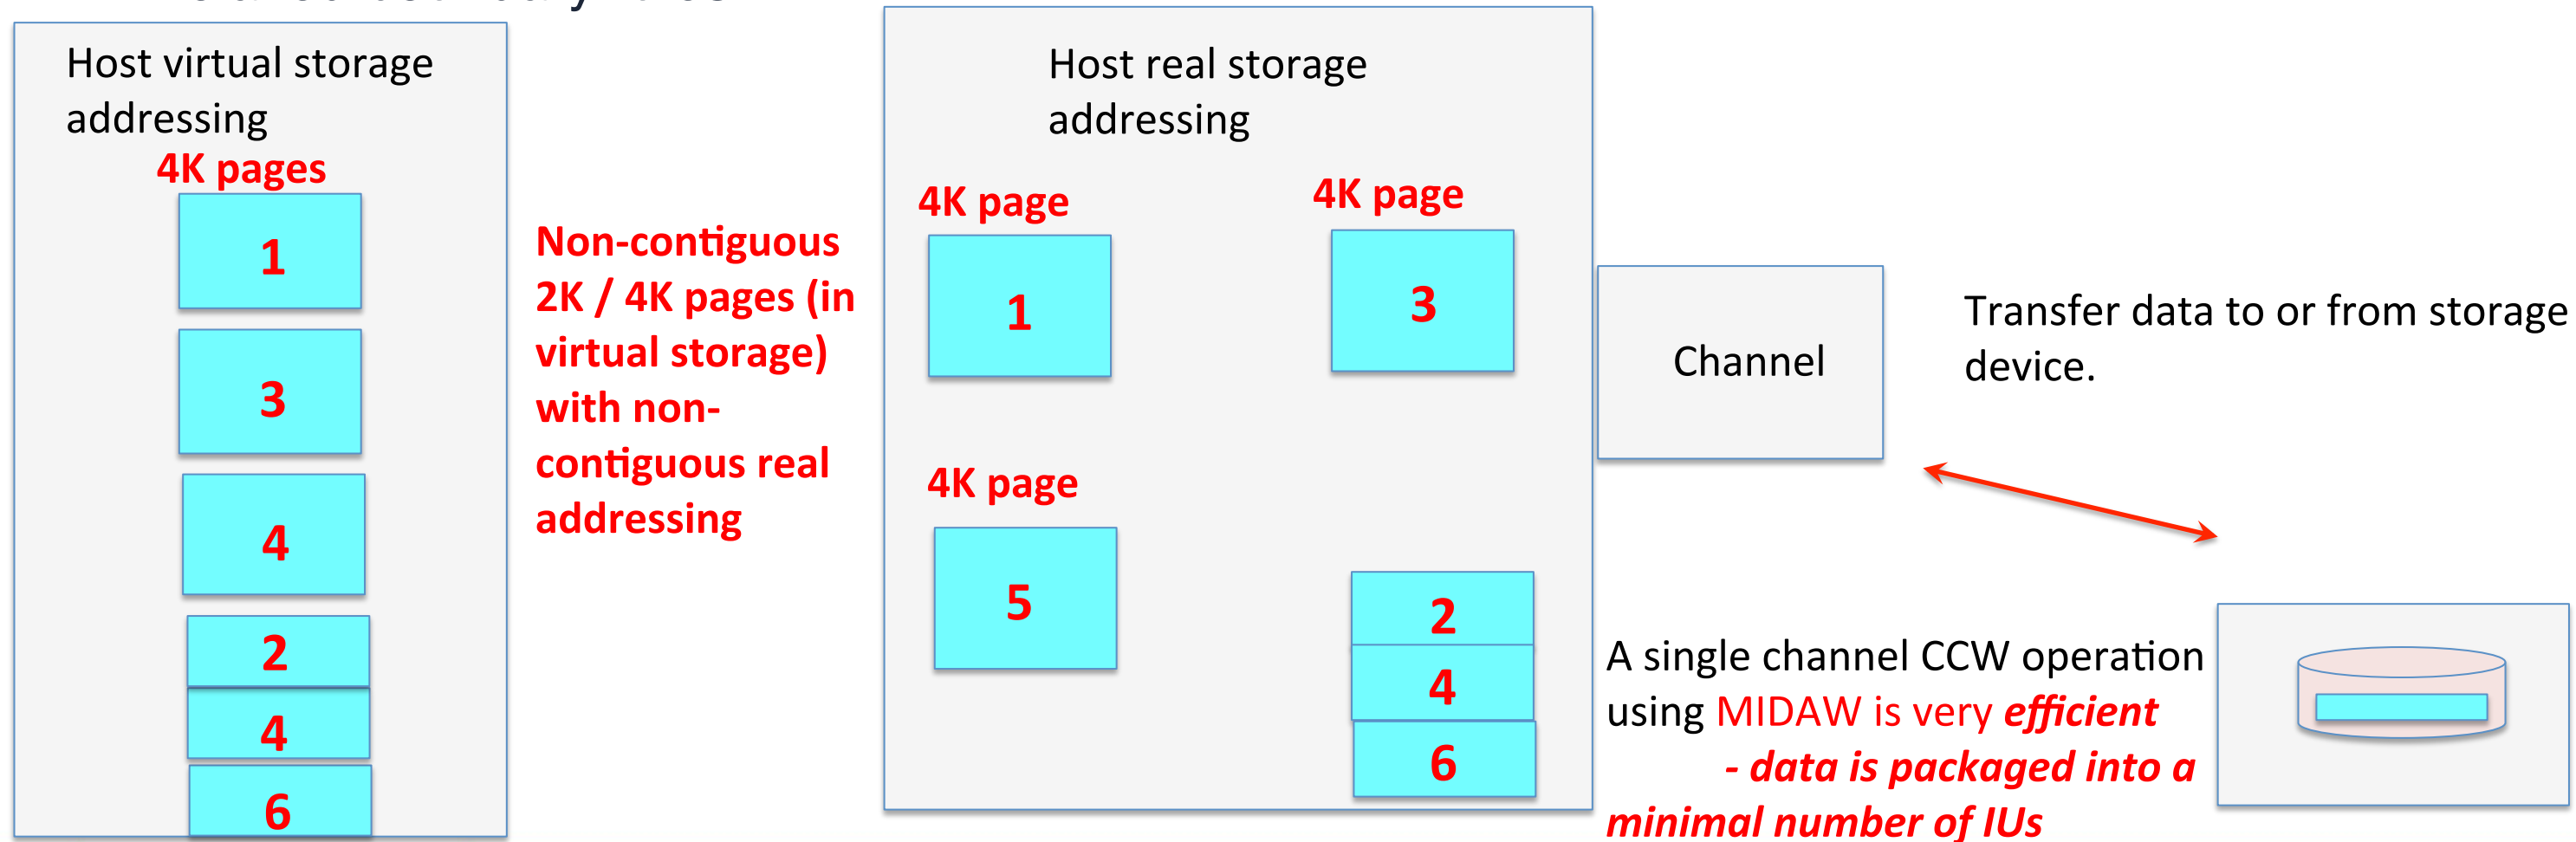 Host virtual storage
addressing
4K pages
1
3
4
2
4
6
Non-contiguous
2K / 4K pages (in
virtual storage)
with non-
contiguous real
addressing
Host real storage
addressing
4K page
1
4K page
3
4K page
5
2
4
6
Channel
Transfer data to or from storage
device.
A single channel CCW operation
using MIDAW is very efficient
- data is packaged into a
minimal number of IUs